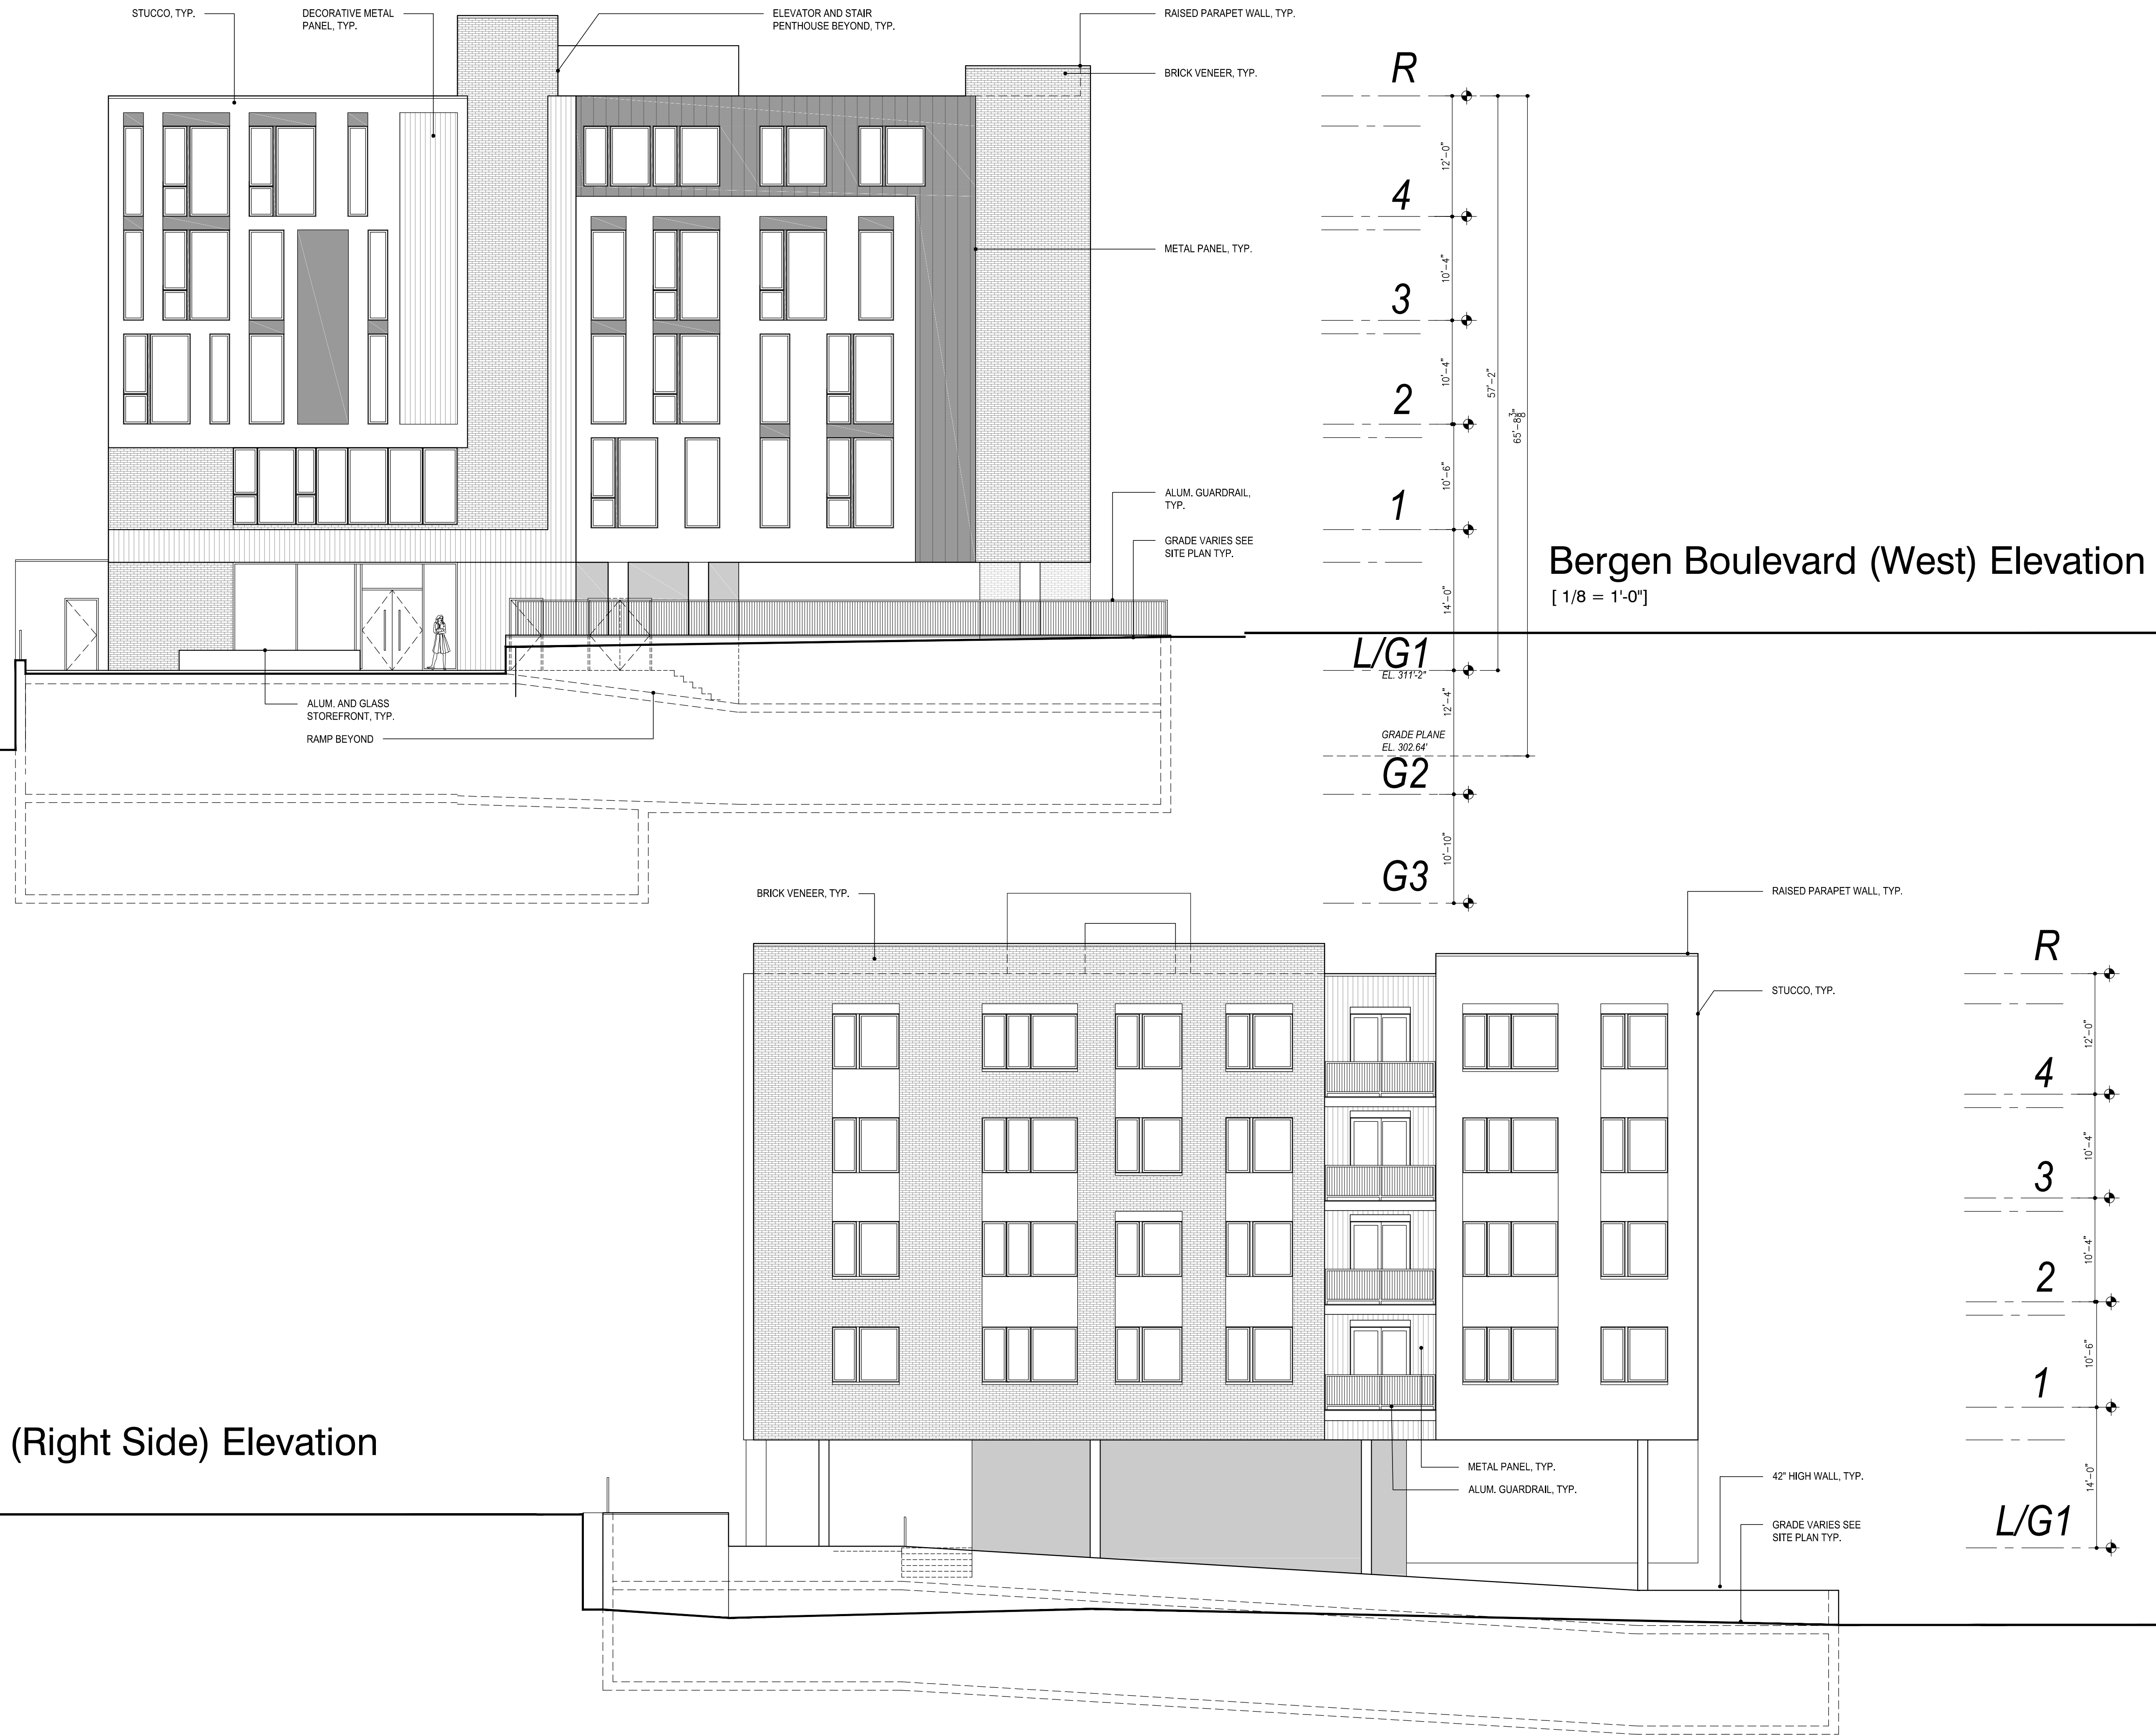 STUCCO, TYP.
DECORATIVE METAL
PANEL, TYP.
ELEVATOR AND STAIR
PENTHOUSE BEYOND, TYP.
RAISED PARAPET WALL, TYP.
BRICK VENEER, TYP.
METAL PANEL, TYP.
ALUM. GUARDRAIL,
TYP.
GRADE VARIES SEE
SITE PLAN TYP.
ALUM. AND GLASS
STOREFRONT, TYP.
RAMP BEYOND
R
12'-0"
4
10'-4"
3
10'-4"
2
10'-6"
1
14'-0"
L/G1
EL. 311'-2"
12'-4"
GRADE PLANE
EL. 302.64'
G2
10'-10"
G3
57'-2"
65'-8 3/8"
Bergen Boulevard (West) Elevation
[ 1/8 = 1'-0"]
BRICK VENEER, TYP.
RAISED PARAPET WALL, TYP.
STUCCO, TYP.
METAL PANEL, TYP.
ALUM. GUARDRAIL, TYP.
42" HIGH WALL, TYP.
GRADE VARIES SEE
SITE PLAN TYP.
R
12'-0"
4
10'-4"
3
10'-4"
2
10'-6"
1
14'-0"
L/G1
(Right Side) Elevation